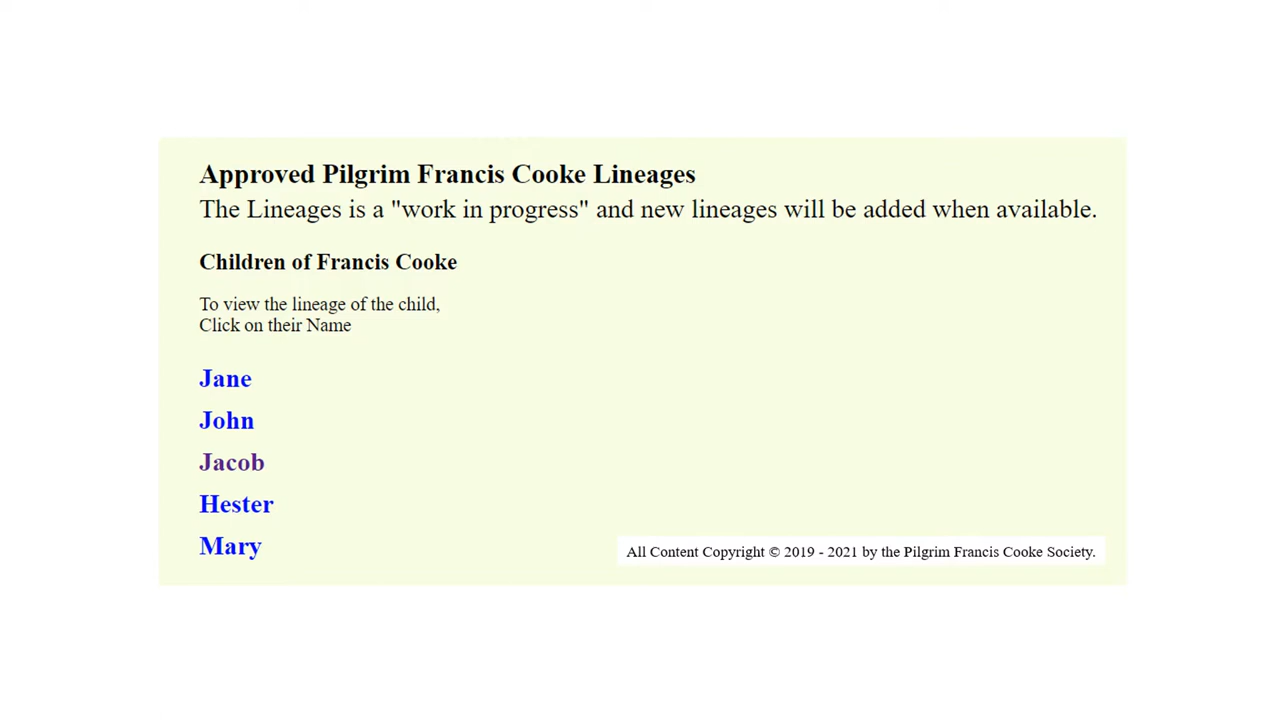 Approved Pilgrim Francis Cooke Lineages
The Lineages is a "work in progress" and new lineages will be added when available.
Children of Francis Cooke
To view the lineage of the child,
Click on their Name
Jane
John
Jacob
Hester
Mary
All Content Copyright © 2019 - 2021 by the Pilgrim Francis Cooke Society.